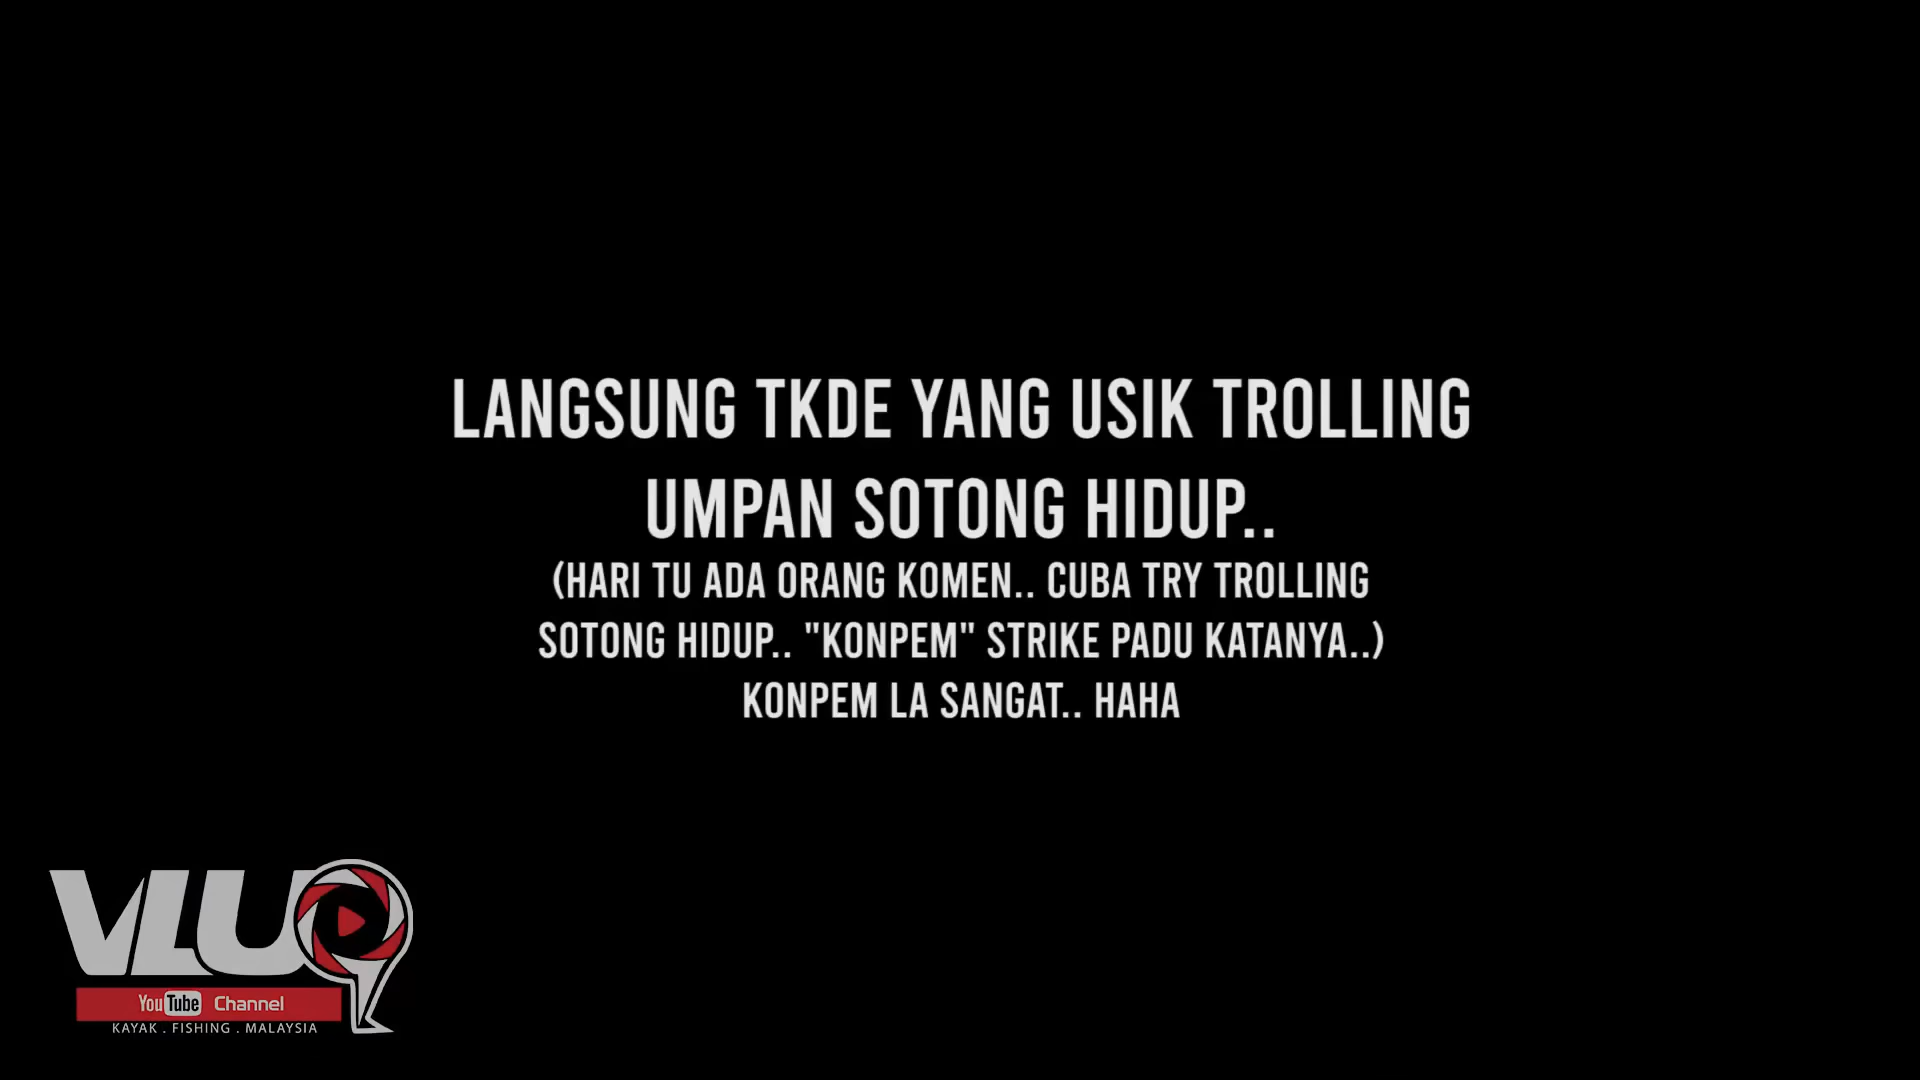 LANGSUNG TKDE YANG USIK TROLLING
UMPAN SOTONG HIDUP..
(HARI TU ADA ORANG KOMEN.. CUBA TRY TROLLING
SOTONG HIDUP.. "KONPEM" STRIKE PADU KATANYA..)
KONPEM LA SANGAT.. HAHA
VLUQ
YouTube Channel
KAYAK . FISHING . MALAYSIA